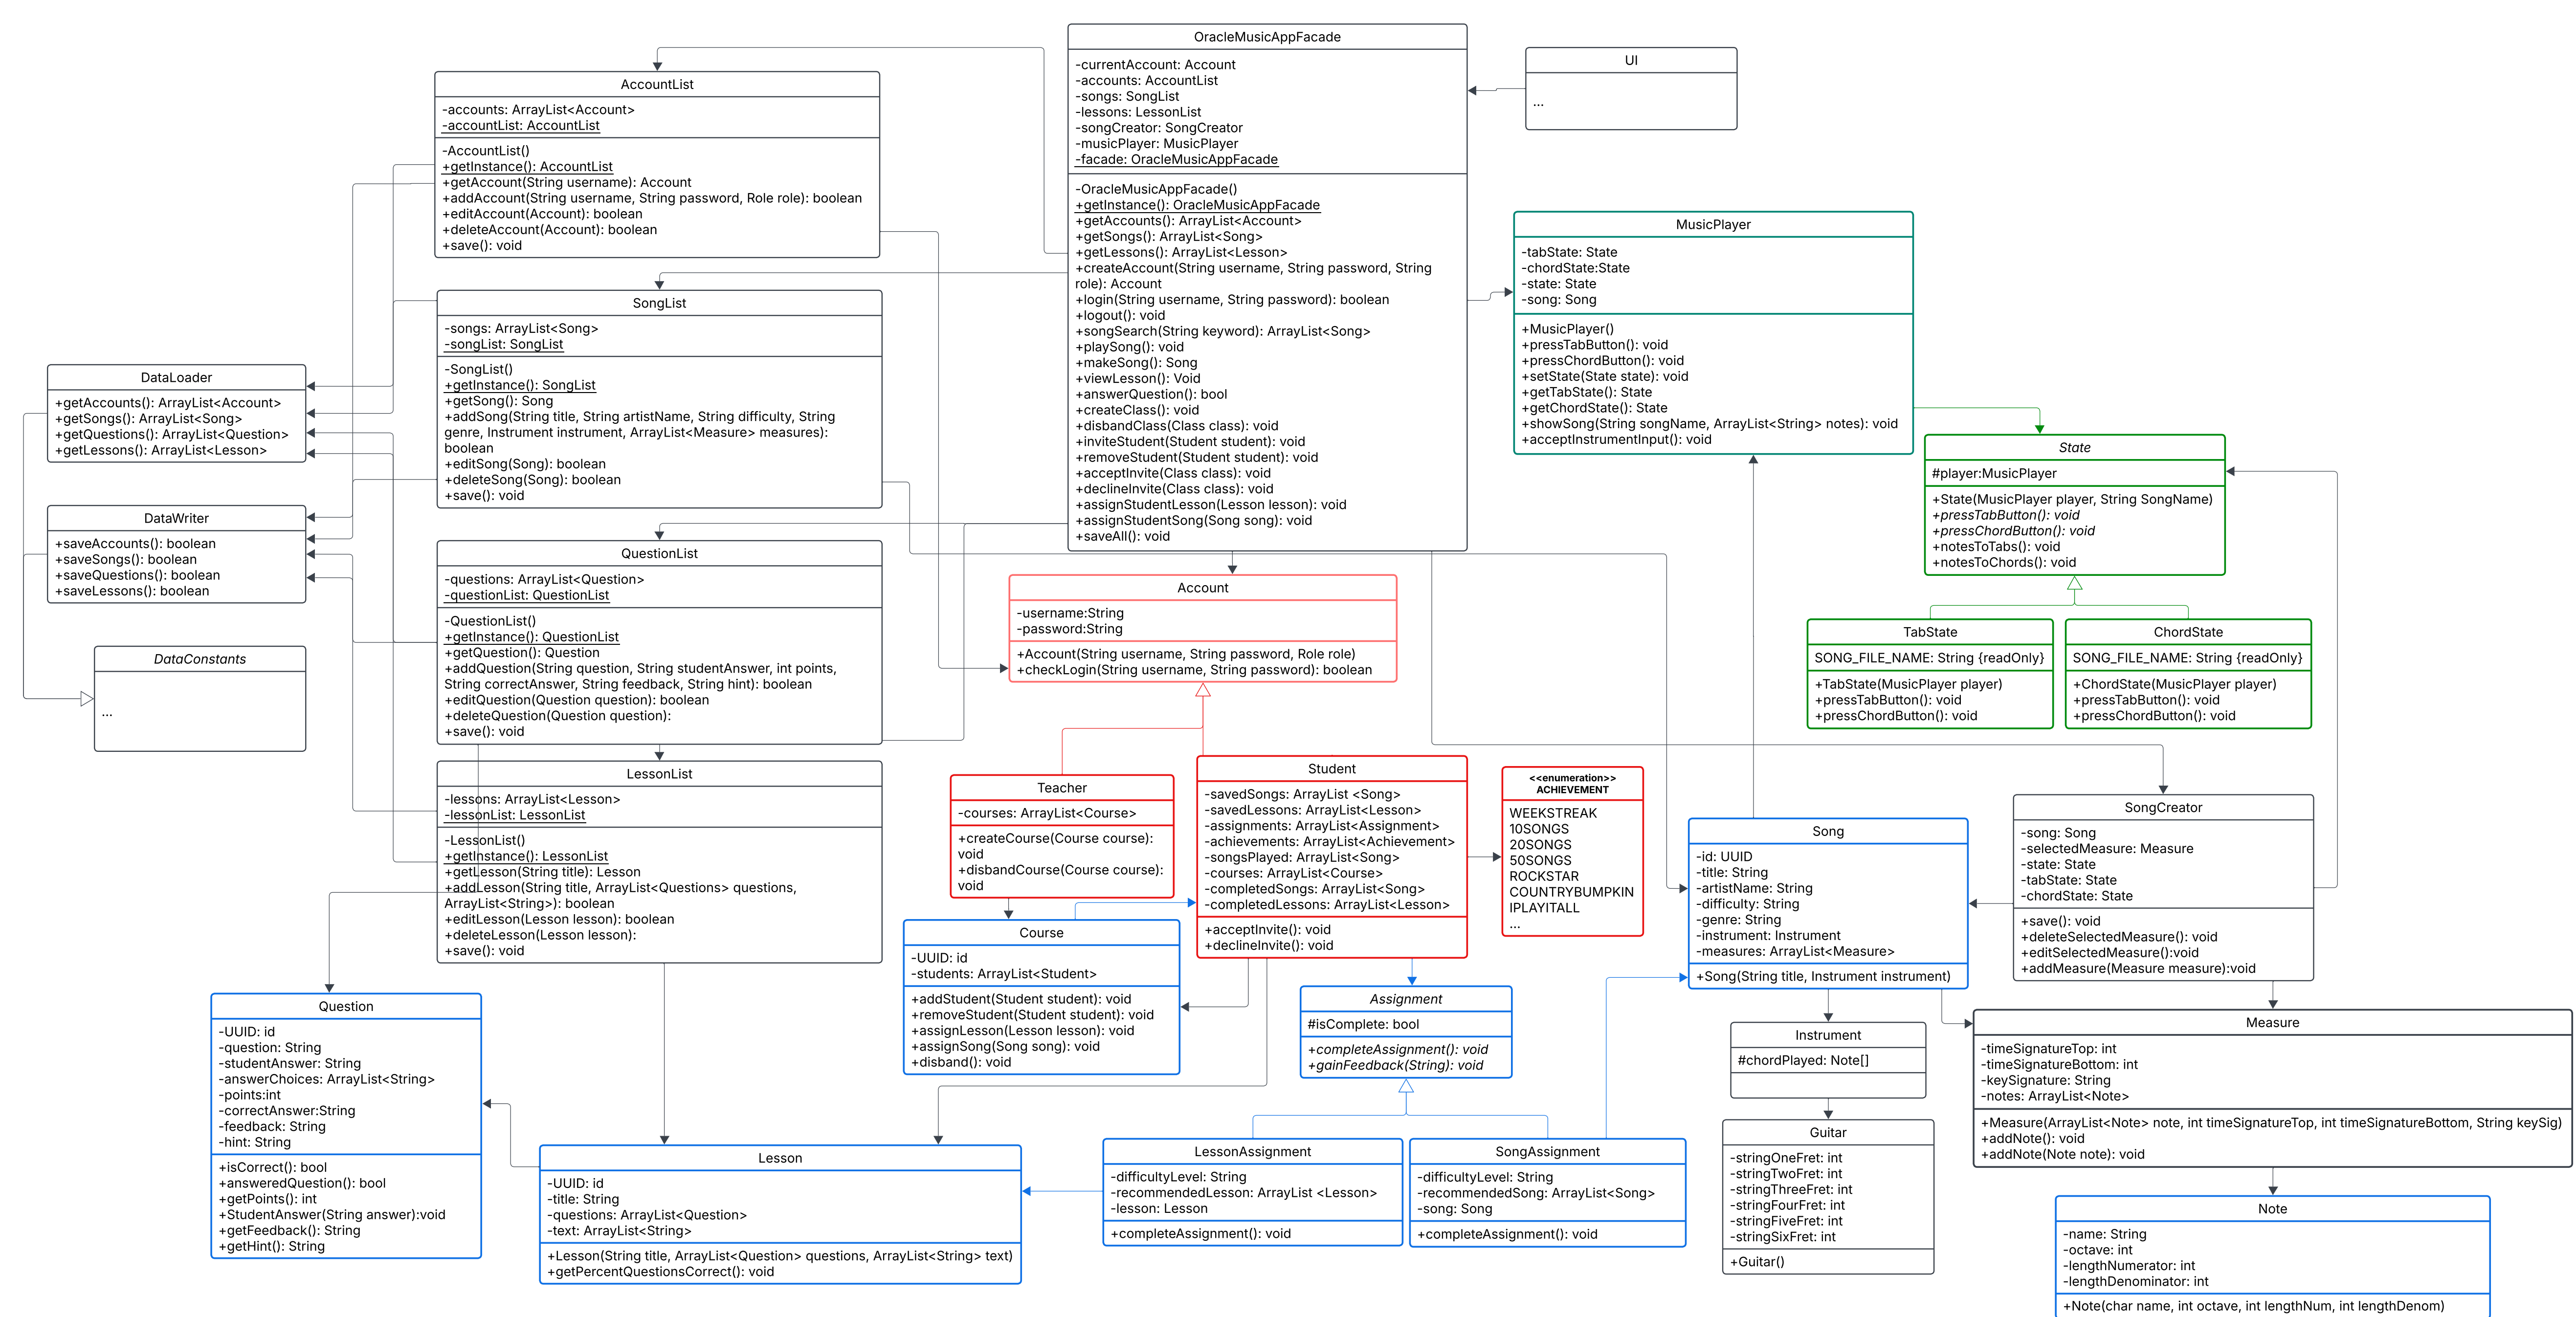 OracleMusicAppFacade
-currentAccount: Account
-accounts: AccountList
-songs: SongList
-lessons: LessonList
-songCreator: SongCreator
-musicPlayer: MusicPlayer
-facade: OracleMusicAppFacade
-OracleMusicAppFacade()
+getInstance(): OracleMusicAppFacade
+getAccounts(): ArrayList<Account>
+getSongs(): ArrayList<Song>
+getLessons(): ArrayList<Lesson>
+createAccount(String username, String password, String
role): Account
+login(String username, String password): boolean
+logout(): void
+songSearch(String keyword): ArrayList<Song>
+playSong(): void
+makeSong(): Song
+viewLesson(): Void
+answerQuestion(): bool
+createClass(): void
+disbandClass(Class class): void
+inviteStudent(Student student): void
+removeStudent(Student student): void
+acceptInvite(Class class): void
+declineInvite(Class class): void
+assignStudentLesson(Lesson lesson): void
+assignStudentSong(Song song): void
+saveAll(): void
UI
...
AccountList
-accounts: ArrayList<Account>
-accountList: AccountList
-AccountList()
+getInstance(): AccountList
+getAccount(String username): Account
+addAccount(String username, String password, Role role): boolean
+editAccount(Account): boolean
+deleteAccount(Account): boolean
+save(): void
SongList
-songs: ArrayList<Song>
-songList: SongList
-SongList()
+getInstance(): SongList
+getSong(): Song
+addSong(String title, String artistName, String difficulty, String
genre, Instrument instrument, ArrayList<Measure> measures):
boolean
+editSong(Song): boolean
+deleteSong(Song): boolean
+save(): void
MusicPlayer
-tabState: State
-chordState:State
-state: State
-song: Song
+MusicPlayer()
+pressTabButton(): void
+pressChordButton(): void
+setState(State state): void
+getTabState(): State
+getChordState(): State
+showSong(String songName, ArrayList<String> notes): void
+acceptInstrumentInput(): void
DataLoader
+getAccounts(): ArrayList<Account>
+getSongs(): ArrayList<Song>
+getQuestions(): ArrayList<Question>
+getLessons(): ArrayList<Lesson>
DataWriter
+saveAccounts(): boolean
+saveSongs(): boolean
+saveQuestions(): boolean
+saveLessons(): boolean
DataConstants
...
State
#player:MusicPlayer
+State(MusicPlayer player, String SongName)
+pressTabButton(): void
+pressChordButton(): void
+notesToTabs(): void
+notesToChords(): void
TabState
SONG_FILE_NAME: String {readOnly}
+TabState(MusicPlayer player)
+pressTabButton(): void
+pressChordButton(): void
ChordState
SONG_FILE_NAME: String {readOnly}
+ChordState(MusicPlayer player)
+pressTabButton(): void
+pressChordButton(): void
QuestionList
-questions: ArrayList<Question>
-questionList: QuestionList
-QuestionList()
+getInstance(): QuestionList
+getQuestion(): Question
+addQuestion(String question, String studentAnswer, int points,
String correctAnswer, String feedback, String hint): boolean
+editQuestion(Question question): boolean
+deleteQuestion(Question question):
+save(): void
Account
-username:String
-password:String
+Account(String username, String password, Role role)
+checkLogin(String username, String password): boolean
LessonList
-lessons: ArrayList<Lesson>
-lessonList: LessonList
-LessonList()
+getInstance(): LessonList
+getLesson(String title): Lesson
+addLesson(String title, ArrayList<Questions> questions,
ArrayList<String>): boolean
+editLesson(Lesson lesson): boolean
+deleteLesson(Lesson lesson):
+save(): void
Teacher
-courses: ArrayList<Course>
+createCourse(Course course):
void
+disbandCourse(Course course):
void
Student
-savedSongs: ArrayList <Song>
-savedLessons: ArrayList<Lesson>
-assignments: ArrayList<Assignment>
-achievements: ArrayList<Achievement>
-songsPlayed: ArrayList<Song>
-courses: ArrayList<Course>
-completedSongs: ArrayList<Song>
-completedLessons: ArrayList<Lesson>
+acceptInvite(): void
+declineInvite(): void
<<enumeration>>
ACHIEVEMENT
WEEKSTREAK
10SONGS
20SONGS
50SONGS
ROCKSTAR
COUNTRYBUMPKIN
IPLAYITALL
...
Song
-id: UUID
-title: String
-artistName: String
-difficulty: String
-genre: String
-instrument: Instrument
-measures: ArrayList<Measure>
+Song(String title, Instrument instrument)
SongCreator
-song: Song
-selectedMeasure: Measure
-state: State
-tabState: State
-chordState: State
+save(): void
+deleteSelectedMeasure(): void
+editSelectedMeasure():void
+addMeasure(Measure measure):void
Course
-UUID: id
-students: ArrayList<Student>
+addStudent(Student student): void
+removeStudent(Student student): void
+assignLesson(Lesson lesson): void
+assignSong(Song song): void
+disband(): void
Assignment
#isComplete: bool
+completeAssignment(): void
+gainFeedback(String): void
Question
-UUID: id
-question: String
-studentAnswer: String
-answerChoices: ArrayList<String>
-points:int
-correctAnswer:String
-feedback: String
-hint: String
+isCorrect(): bool
+answeredQuestion(): bool
+getPoints(): int
+StudentAnswer(String answer):void
+getFeedback(): String
+getHint(): String
Instrument
#chordPlayed: Note[]
Measure
-timeSignatureTop: int
-timeSignatureBottom: int
-keySignature: String
-notes: ArrayList<Note>
+Measure(ArrayList<Note> note, int timeSignatureTop, int timeSignatureBottom, String keySig)
+addNote(): void
+addNote(Note note): void
Lesson
-UUID: id
-title: String
-questions: ArrayList<Question>
-text: ArrayList<String>
+Lesson(String title, ArrayList<Question> questions, ArrayList<String> text)
+getPercentQuestionsCorrect(): void
LessonAssignment
-difficultyLevel: String
-recommendedLesson: ArrayList <Lesson>
-lesson: Lesson
+completeAssignment(): void
SongAssignment
-difficultyLevel: String
-recommendedSong: ArrayList<Song>
-song: Song
+completeAssignment(): void
Guitar
-stringOneFret: int
-stringTwoFret: int
-stringThreeFret: int
-stringFourFret: int
-stringFiveFret: int
-stringSixFret: int
+Guitar()
Note
-name: String
-octave: int
-lengthNumerator: int
-lengthDenominator: int
+Note(char name, int octave, int lengthNum, int lengthDenom)